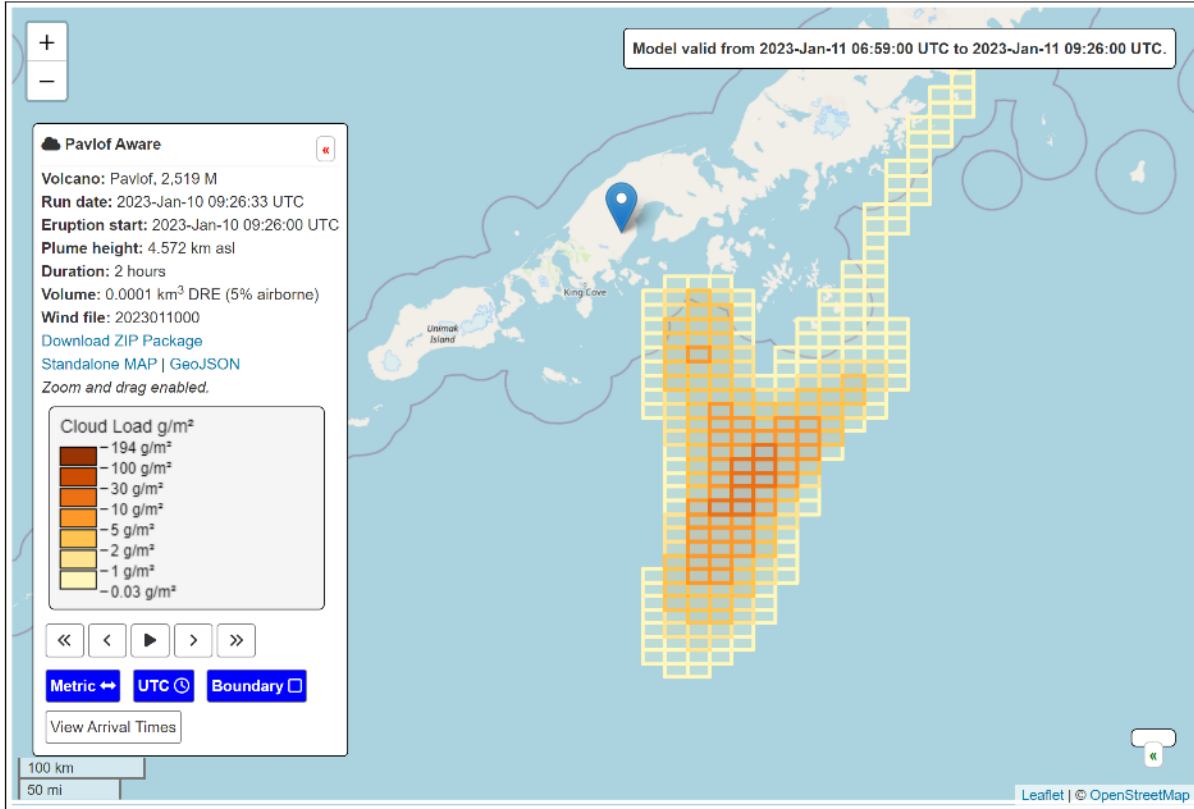 +
−
Model valid from 2023-Jan-11 06:59:00 UTC to 2023-Jan-11 09:26:00 UTC.
Pavlof Aware
«
Volcano: Pavlof, 2,519 M
Run date: 2023-Jan-10 09:26:33 UTC
Eruption start: 2023-Jan-10 09:26:00 UTC
Plume height: 4.572 km asl
Duration: 2 hours
Volume: 0.0001 km³ DRE (5% airborne)
Wind file: 2023011000
Download ZIP Package
Standalone MAP | GeoJSON
Zoom and drag enabled.
Cloud Load g/m²
194 g/m²
100 g/m²
30 g/m²
10 g/m²
5 g/m²
2 g/m²
1 g/m²
0.03 g/m²
« ‹ › »
Metric UTC Boundary
View Arrival Times
100 km
50 mi
King Cove
Unimak
Island
«
Leaflet | © OpenStreetMap